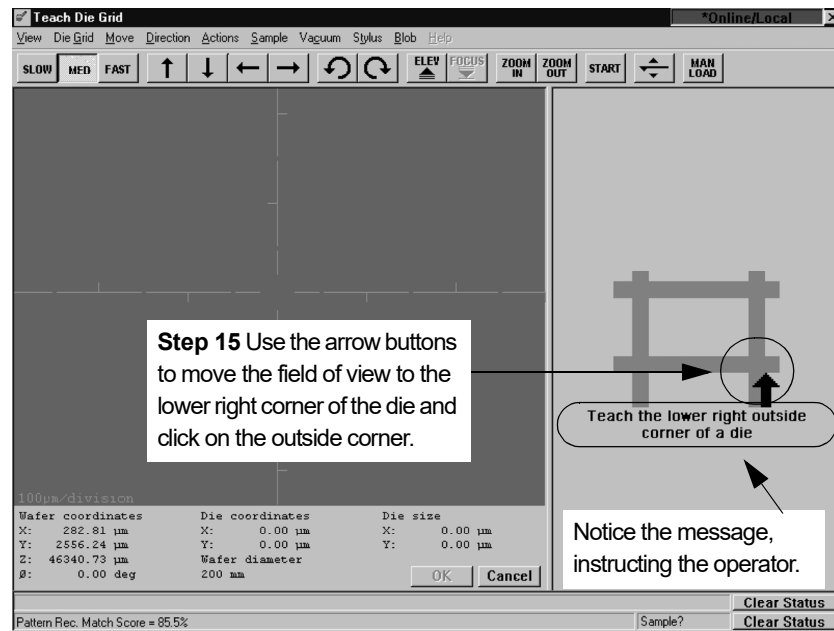 Teach Die Grid
*Online/Local
View Die Grid Move Direction Actions Sample Vacuum Stylus Blob Help
SLOW MED FAST ELEV FOCUS ZOOM IN ZOOM OUT START MAN LOAD
Step 15 Use the arrow buttons
to move the field of view to the
lower right corner of the die and
click on the outside corner.
Teach the lower right outside
corner of a die
Notice the message,
instructing the operator.
100µm/division
Wafer coordinates Die coordinates Die size
X: 282.81 µm X: 0.00 µm X: 0.00 µm
Y: 2556.24 µm Y: 0.00 µm Y: 0.00 µm
Z: 46340.73 µm Wafer diameter
Ø: 0.00 deg 200 mm OK Cancel
Clear Status
Pattern Rec. Match Score = 85.5% Sample? Clear Status